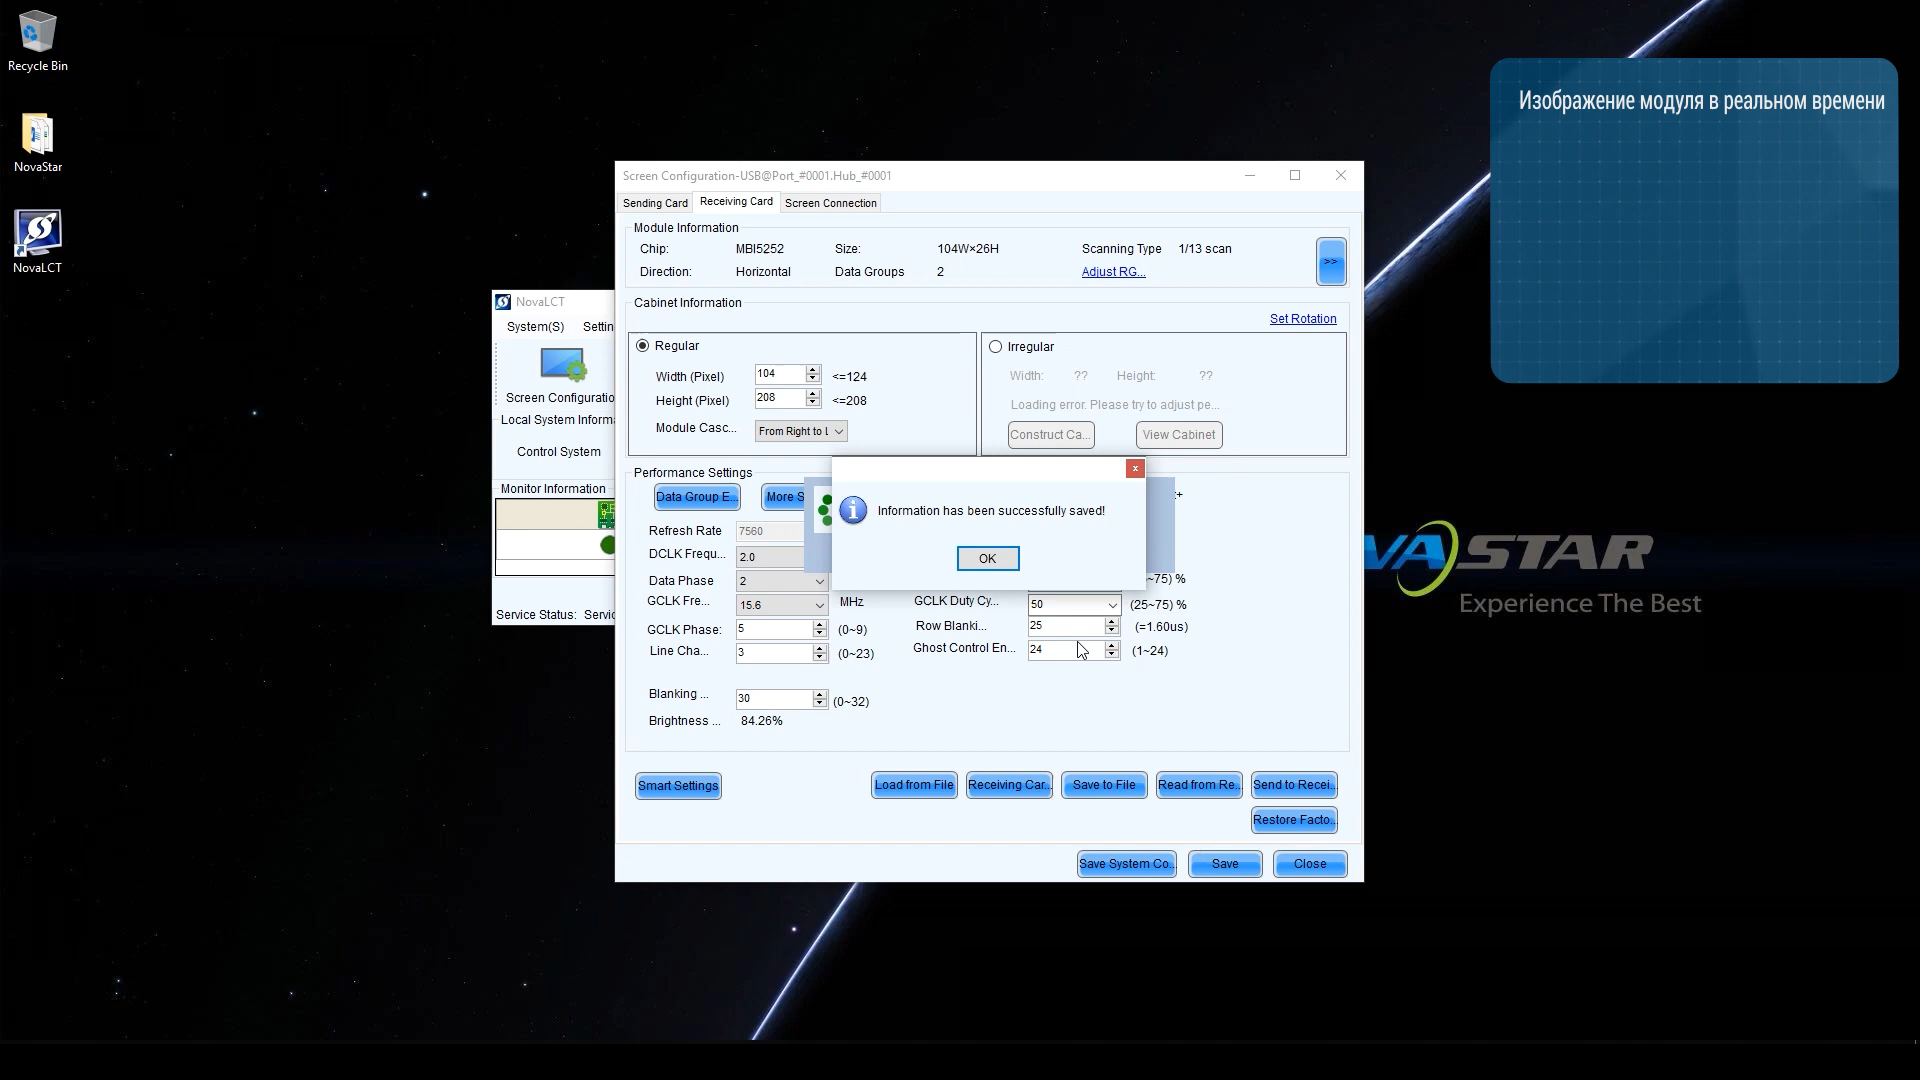 Recycle Bin
NovaStar
NovaLCT
Изображение модуля в реальном времени
NovaLCT
System(S) Settin
Screen Configuratio
Local System Inform
Control System
Monitor Information
Service Status: Servic
Screen Configuration-USB@Port_#0001.Hub_#0001
Sending Card Receiving Card Screen Connection
Module Information
Chip: MBI5252 Size: 104W×26H Scanning Type 1/13 scan
Direction: Horizontal Data Groups 2 Adjust RG...
>>
Cabinet Information
Set Rotation
Regular
Width (Pixel) 104 <=124
Height (Pixel) 208 <=208
Module Casc... From Right to L
Irregular
Width: ?? Height: ??
Loading error. Please try to adjust pe...
Construct Ca... View Cabinet
Performance Settings
Data Group E... More S
Refresh Rate 7560
DCLK Frequ... 2.0
Data Phase 2 ~75) %
GCLK Fre... 15.6 MHz GCLK Duty Cy... 50 (25~75) %
GCLK Phase: 5 (0~9) Row Blanki... 25 (=1.60us)
Line Cha... 3 (0~23) Ghost Control En... 24 (1~24)
Blanking ... 30 (0~32)
Brightness ... 84.26%
x
Information has been successfully saved!
OK
Smart Settings Load from File Receiving Car... Save to File Read from Re... Send to Recei...
Restore Facto...
Save System Co... Save Close
VASTAR
Experience The Best